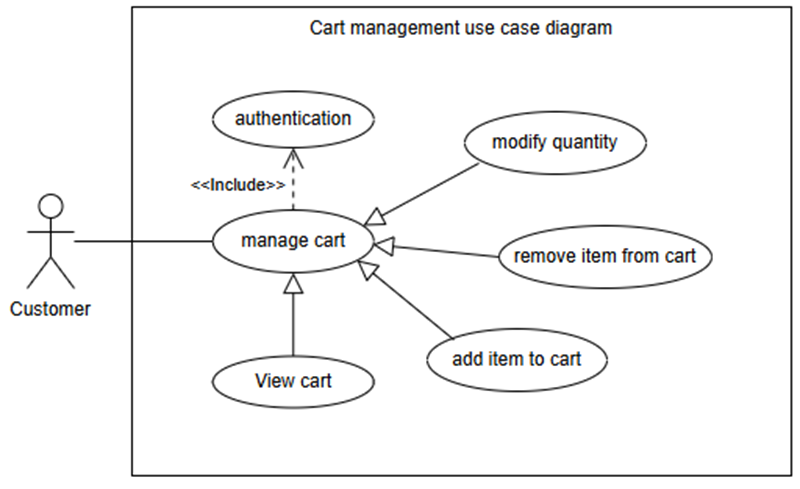 Cart management use case diagram
authentication
modify quantity
<<Include>>
manage cart
remove item from cart
Customer
add item to cart
View cart